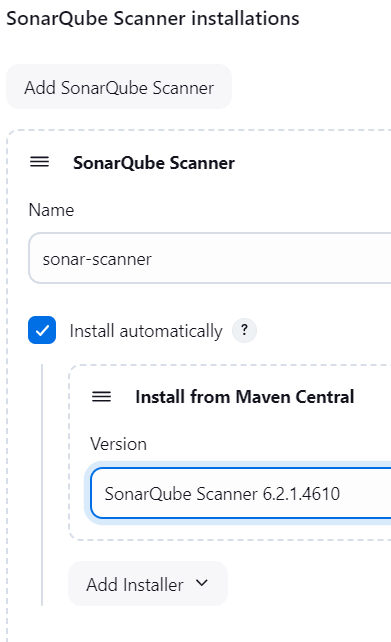 SonarQube Scanner installations
Add SonarQube Scanner
SonarQube Scanner
Name
sonar-scanner
Install automatically ?
Install from Maven Central
Version
SonarQube Scanner 6.2.1.4610
Add Installer